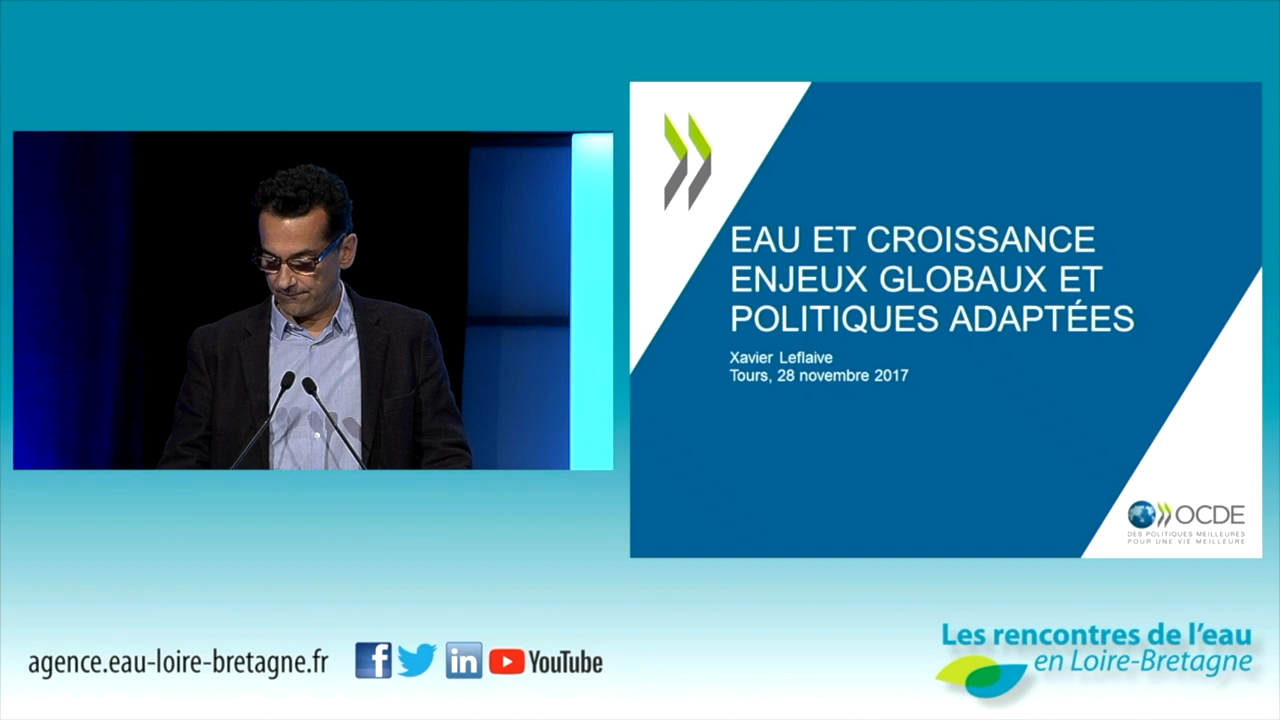 EAU ET CROISSANCE
ENJEUX GLOBAUX ET
POLITIQUES ADAPTÉES
Xavier Leflaive
Tours, 28 novembre 2017
OCDE
DES POLITIQUES MEILLEURES
POUR UNE VIE MEILLEURE
agence.eau-loire-bretagne.fr
f
in
YouTube
Les rencontres de l'eau
en Loire-Bretagne